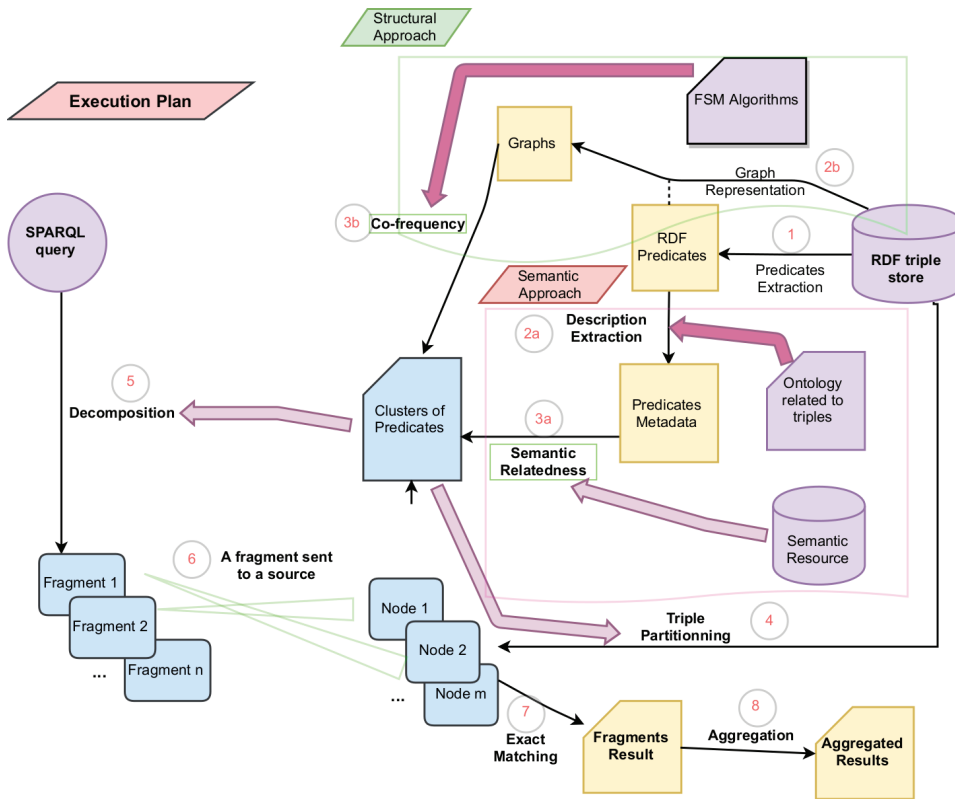 Structural
Approach
Execution Plan
FSM Algorithms
Graphs
2b
Graph
Representation
3b
Co-frequency
SPARQL
query
RDF
Predicates
1
Predicates
Extraction
RDF triple
store
Semantic
Approach
2a
Description
Extraction
5
Decomposition
Clusters of
Predicates
3a
Semantic
Relatedness
Predicates
Metadata
Ontology
related to
triples
Semantic
Resource
6
A fragment sent
to a source
Fragment 1
Fragment 2
...
Fragment n
Node 1
Node 2
...
Node m
Triple
Partitionning
4
7
Exact
Matching
Fragments
Result
8
Aggregation
Aggregated
Results